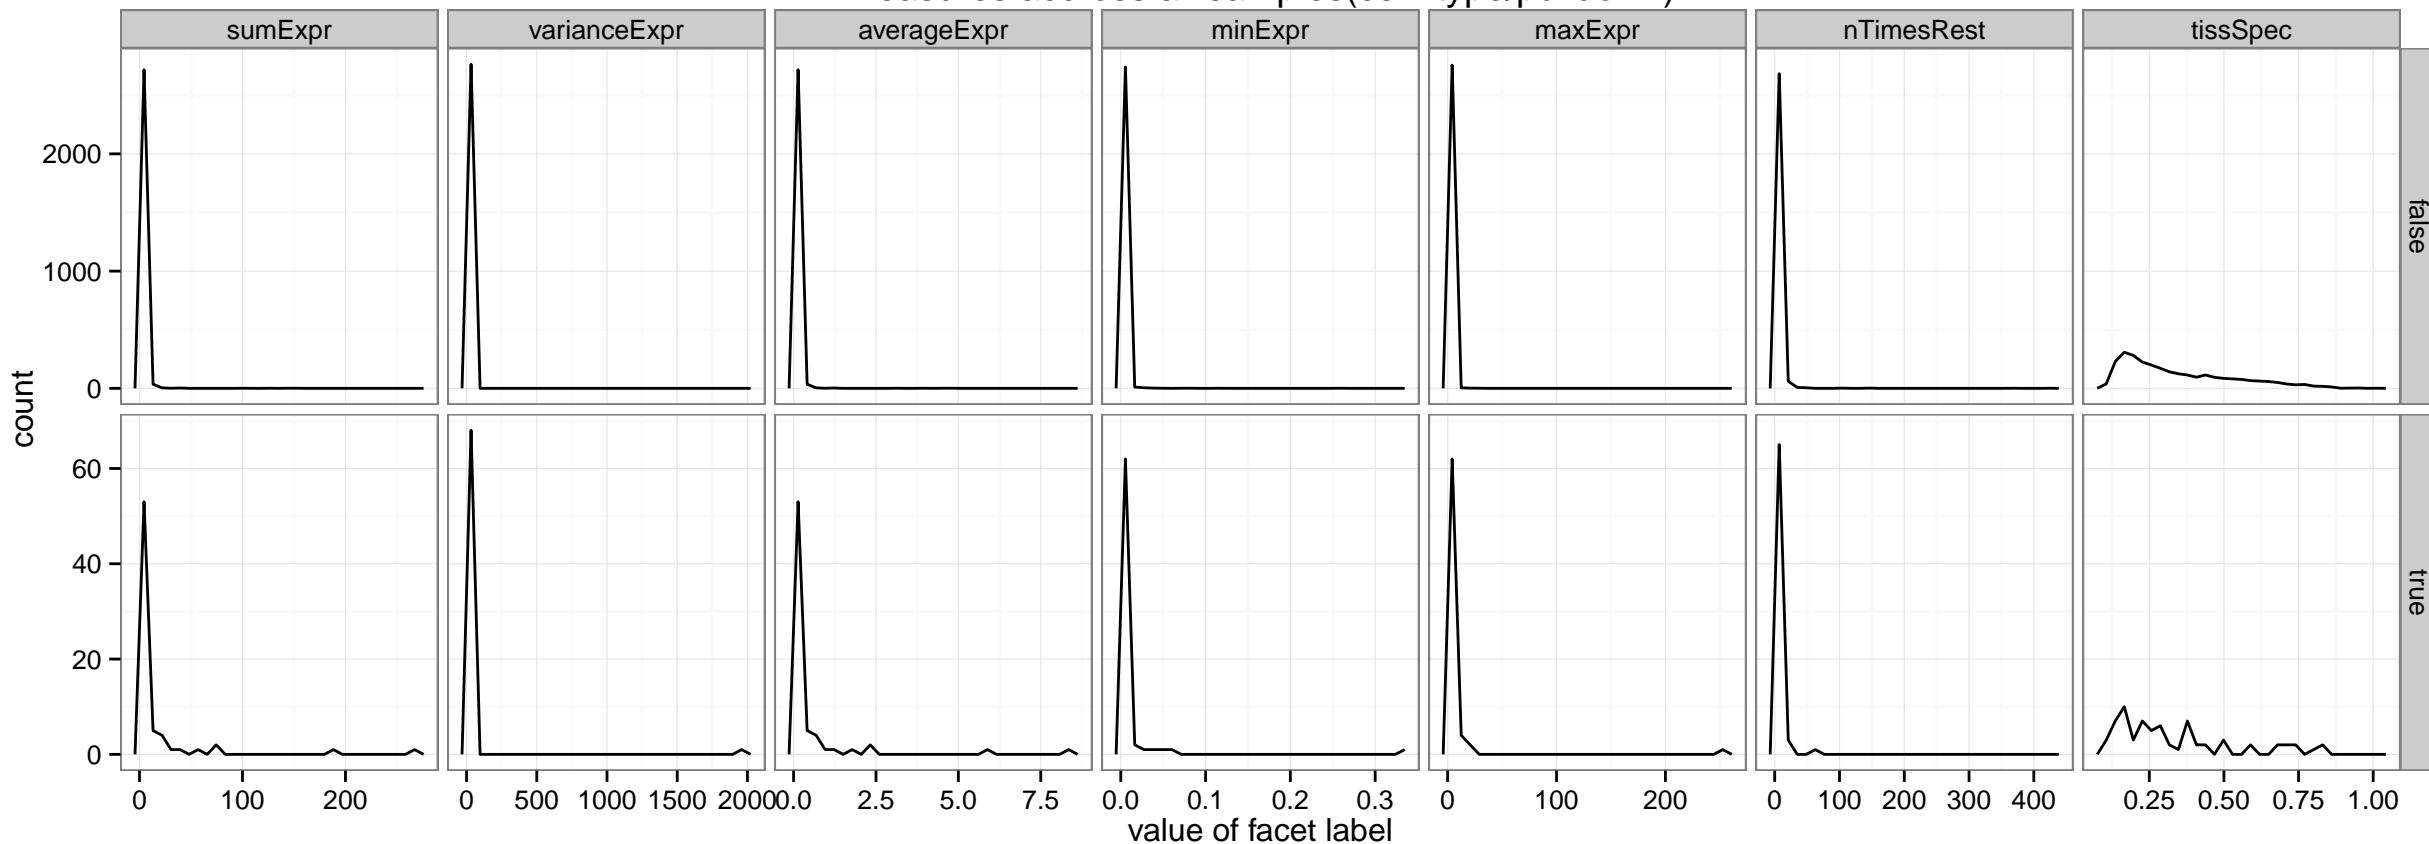 sumExpr varianceExpr averageExpr minExpr maxExpr nTimesRest tissSpec
2000
1000
0
false
count
60
40
20
0
true
0 100 200 0 500 1000 1500 2000 0.0 2.5 5.0 7.5 0.0 0.1 0.2 0.3 0 100 200 0 100 200 300 400 0.25 0.50 0.75 1.00
value of facet label